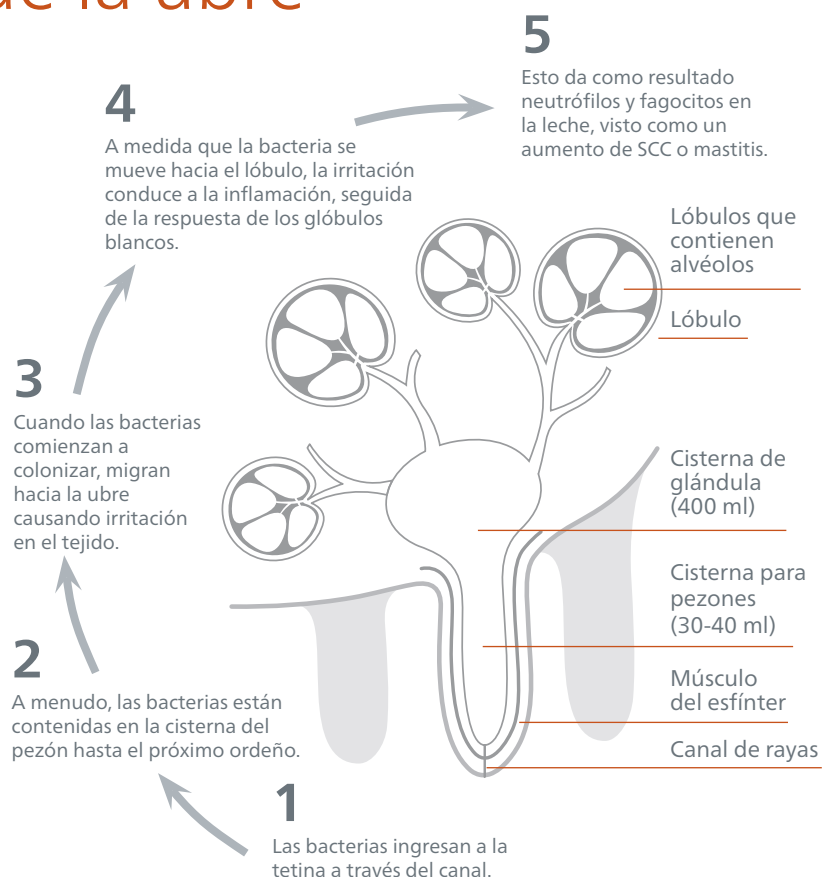 de la ubre
5
Esto da como resultado
neutrófilos y fagocitos en
la leche, visto como un
aumento de SCC o mastitis.
4
A medida que la bacteria se
mueve hacia el lóbulo, la irritación
conduce a la inflamación, seguida
de la respuesta de los glóbulos
blancos.
Lóbulos que
contienen
alvéolos
Lóbulo
3
Cuando las bacterias
comienzan a
colonizar, migran
hacia la ubre
causando irritación
en el tejido.
Cisterna de
glándula
(400 ml)
Cisterna para
pezones
(30-40 ml)
2
A menudo, las bacterias están
contenidas en la cisterna del
pezón hasta el próximo ordeño.
Músculo
del esfínter
Canal de rayas
1
Las bacterias ingresan a la
tetina a través del canal.